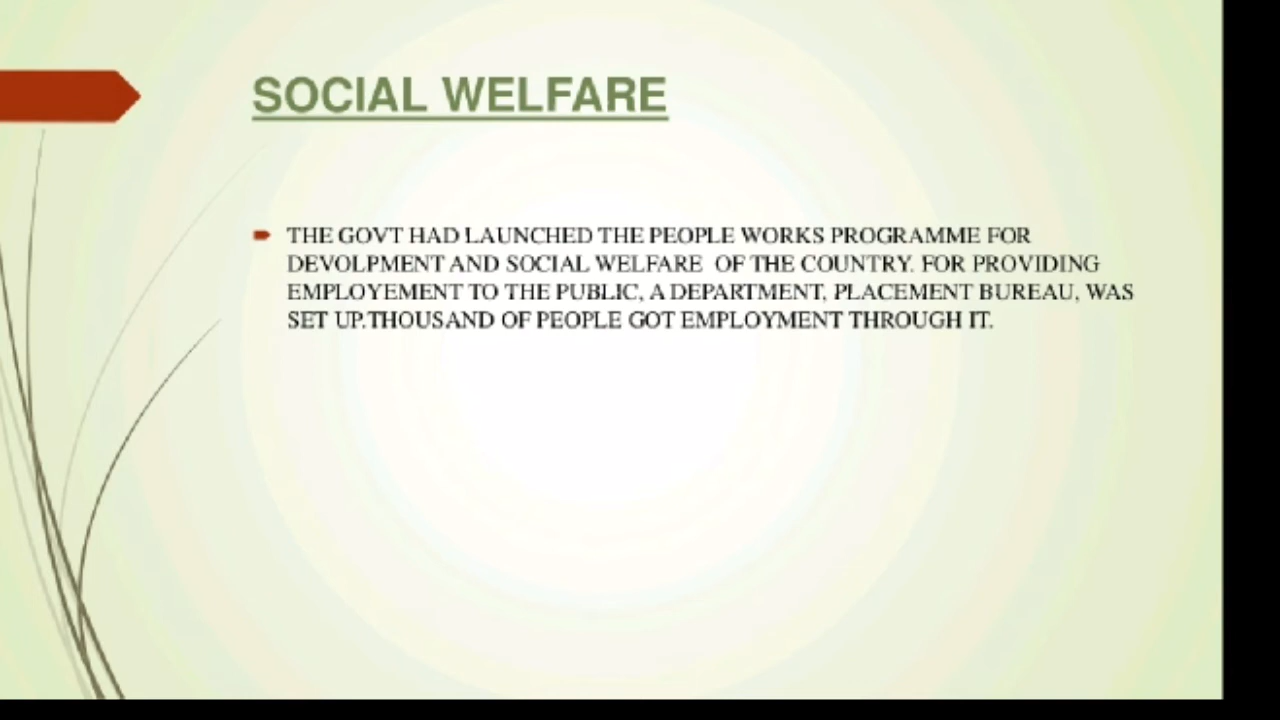 SOCIAL WELFARE
THE GOVT HAD LAUNCHED THE PEOPLE WORKS PROGRAMME FOR
DEVOLPMENT AND SOCIAL WELFARE OF THE COUNTRY. FOR PROVIDING
EMPLOYEMENT TO THE PUBLIC, A DEPARTMENT, PLACEMENT BUREAU, WAS
SET UP.THOUSAND OF PEOPLE GOT EMPLOYMENT THROUGH IT.